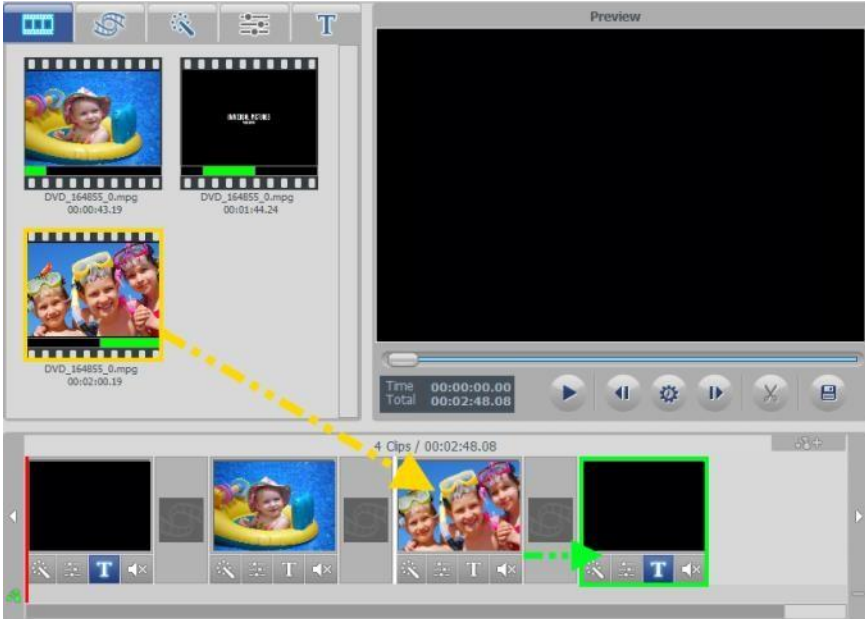 T
Preview
DVD_164855_0.mpg
00:00:43.19
DVD_164855_0.mpg
00:01:44.24
DVD_164855_0.mpg
00:02:00.19
Time 00:00:00.00
Total 00:02:48.08
4 Clips / 00:02:48.08
T T T T